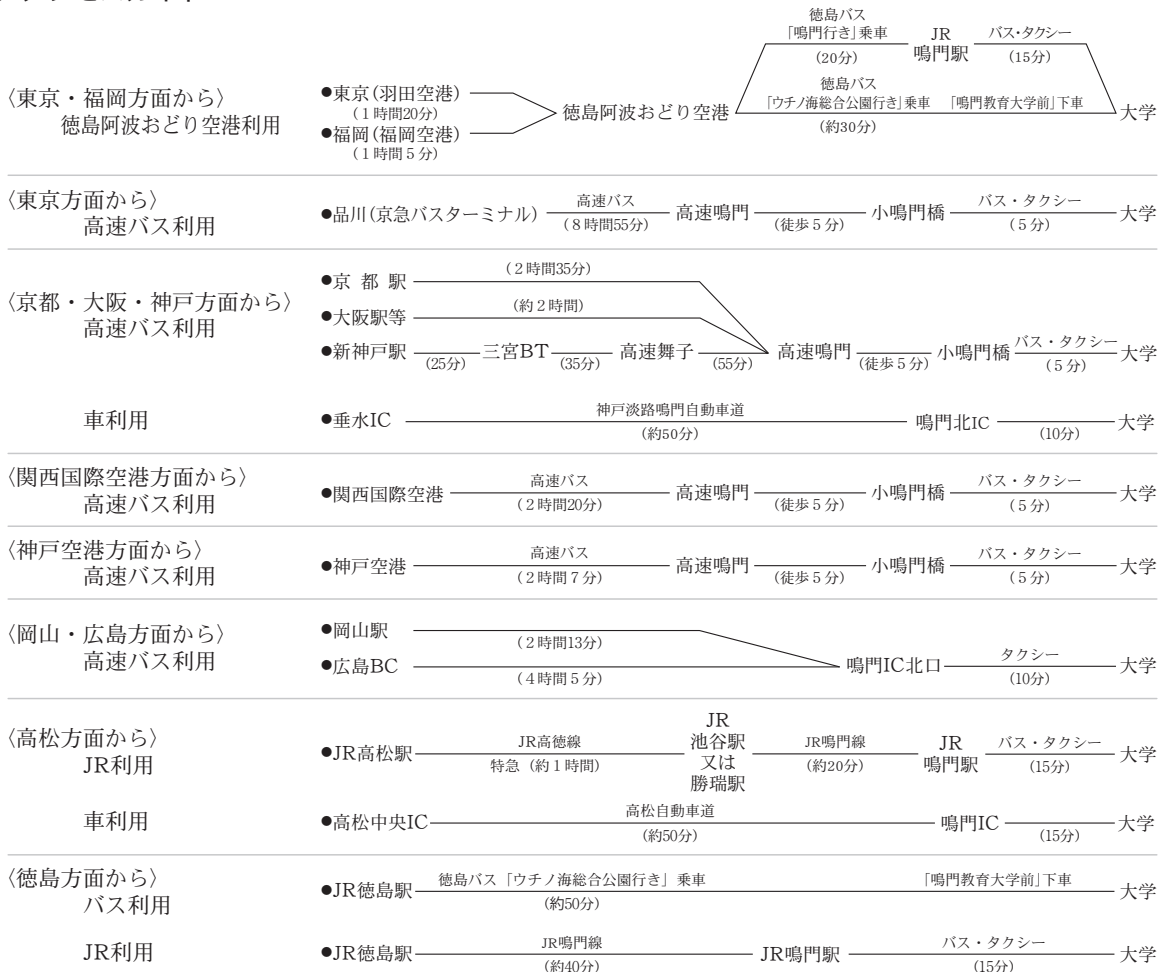 〈東京・福岡方面から〉
徳島阿波おどり空港利用
●東京(羽田空港)
(1時間20分)
●福岡(福岡空港)
(1時間5分)
徳島阿波おどり空港
徳島バス
「鳴門行き」乗車
(20分)
JR
鳴門駅
バス・タクシー
(15分)
徳島バス
「ウチノ海総合公園行き」乗車 「鳴門教育大学前」下車
(約30分)
大学
〈東京方面から〉
高速バス利用
●品川(京急バスターミナル) 高速バス (8時間55分) 高速鳴門 (徒歩5分) 小鳴門橋 バス・タクシー (5分) 大学
〈京都・大阪・神戸方面から〉
高速バス利用
●京都駅 (2時間35分)
●大阪駅等 (約2時間)
●新神戸駅 (25分) 三宮BT (35分) 高速舞子 (55分) 高速鳴門 (徒歩5分) 小鳴門橋 バス・タクシー (5分) 大学
車利用
●垂水IC 神戸淡路鳴門自動車道 (約50分) 鳴門北IC (10分) 大学
〈関西国際空港方面から〉
高速バス利用
●関西国際空港 高速バス (2時間20分) 高速鳴門 (徒歩5分) 小鳴門橋 バス・タクシー (5分) 大学
〈神戸空港方面から〉
高速バス利用
●神戸空港 高速バス (2時間7分) 高速鳴門 (徒歩5分) 小鳴門橋 バス・タクシー (5分) 大学
〈岡山・広島方面から〉
高速バス利用
●岡山駅 (2時間13分)
●広島BC (4時間5分)
鳴門IC北口 タクシー (10分) 大学
〈高松方面から〉
JR利用
●JR高松駅 JR高徳線 特急(約1時間)
JR
池谷駅
又は
勝瑞駅
JR鳴門線
(約20分)
JR
鳴門駅
バス・タクシー
(15分)
大学
車利用
●高松中央IC 高松自動車道 (約50分) 鳴門IC (15分) 大学
〈徳島方面から〉
バス利用
●JR徳島駅 徳島バス「ウチノ海総合公園行き」乗車 (約50分) 「鳴門教育大学前」下車 大学
JR利用
●JR徳島駅 JR鳴門線 (約40分) JR鳴門駅 バス・タクシー (15分) 大学